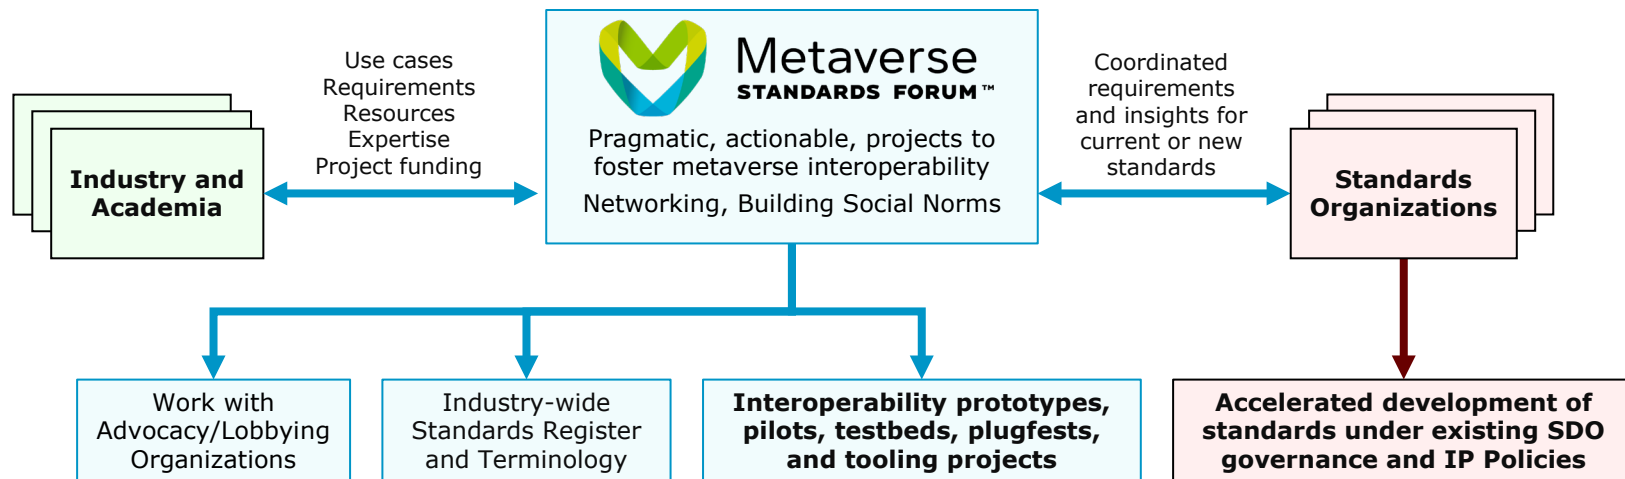 Use cases
Requirements
Resources
Expertise
Project funding
Industry and
Academia
Metaverse
STANDARDS FORUM™
Pragmatic, actionable, projects to
foster metaverse interoperability
Networking, Building Social Norms
Coordinated
requirements
and insights for
current or new
standards
Standards
Organizations
Work with
Advocacy/Lobbying
Organizations
Industry-wide
Standards Register
and Terminology
Interoperability prototypes,
pilots, testbeds, plugfests,
and tooling projects
Accelerated development of
standards under existing SDO
governance and IP Policies